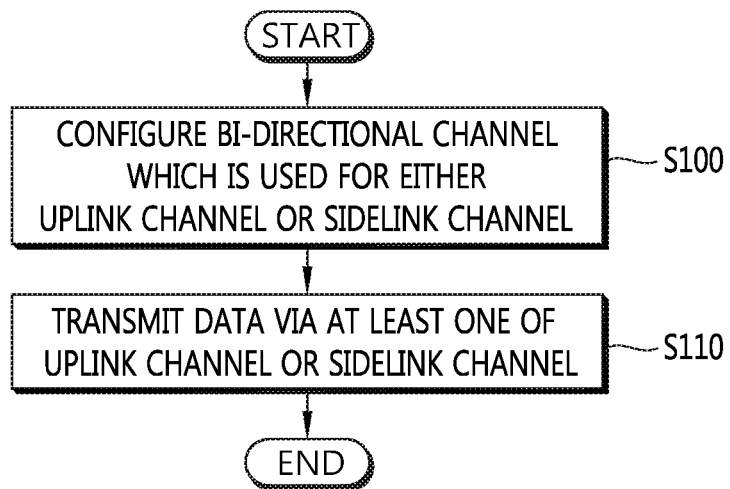 START
CONFIGURE BI-DIRECTIONAL CHANNEL
WHICH IS USED FOR EITHER
UPLINK CHANNEL OR SIDELINK CHANNEL
S100
TRANSMIT DATA VIA AT LEAST ONE OF
UPLINK CHANNEL OR SIDELINK CHANNEL
S110
END